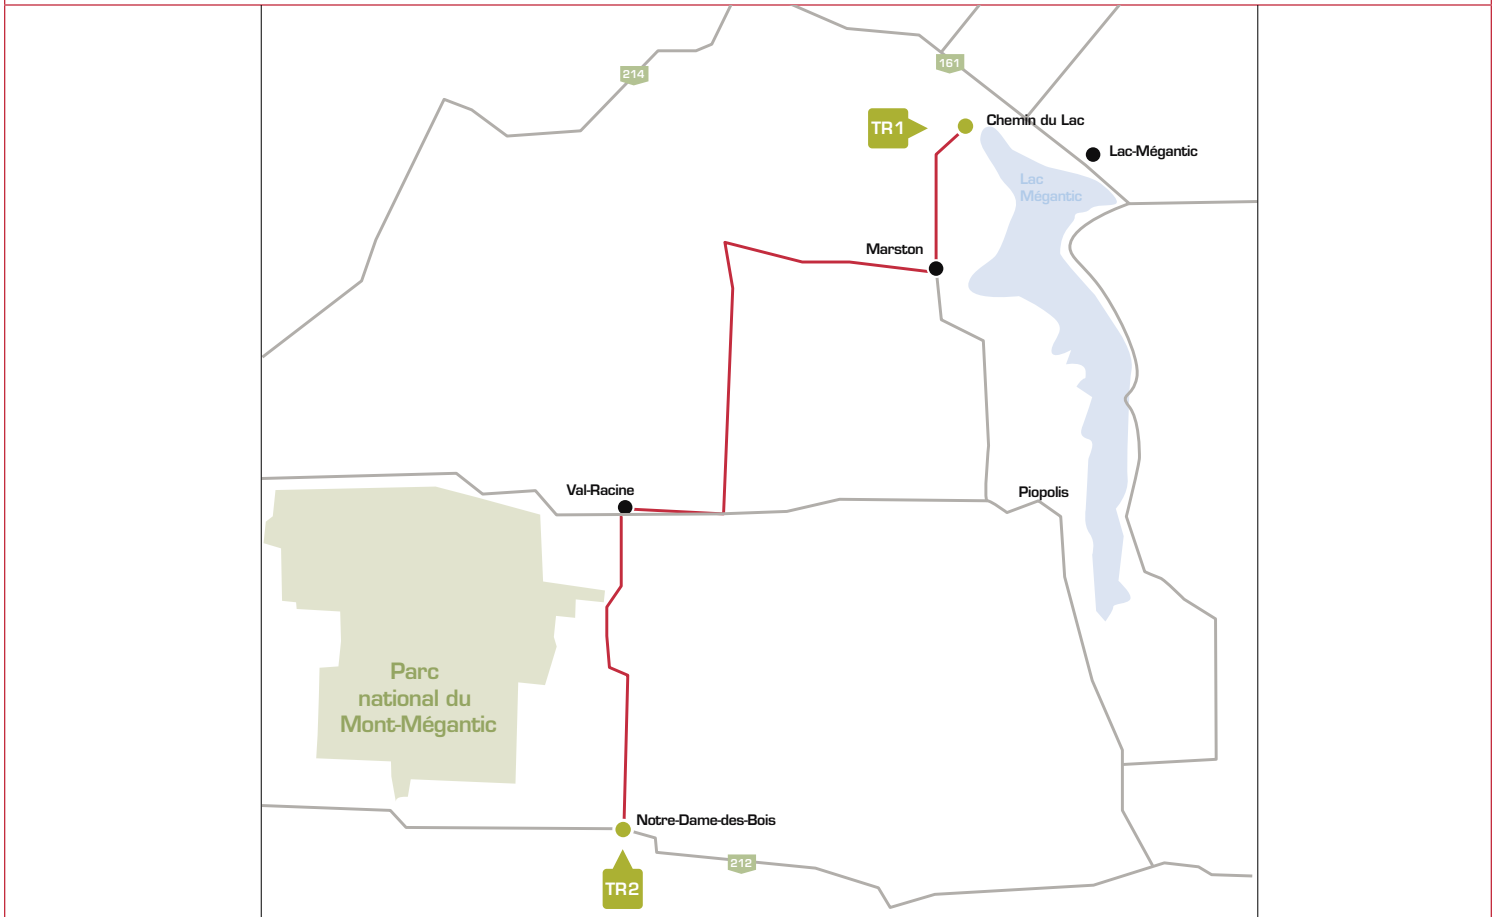 161
214
Chemin du Lac
TR1
Lac-Mégantic
Lac
Mégantic
Marston
Val-Racine
Piopolis
Parc
national du
Mont-Mégantic
Notre-Dame-des-Bois
212
TR2